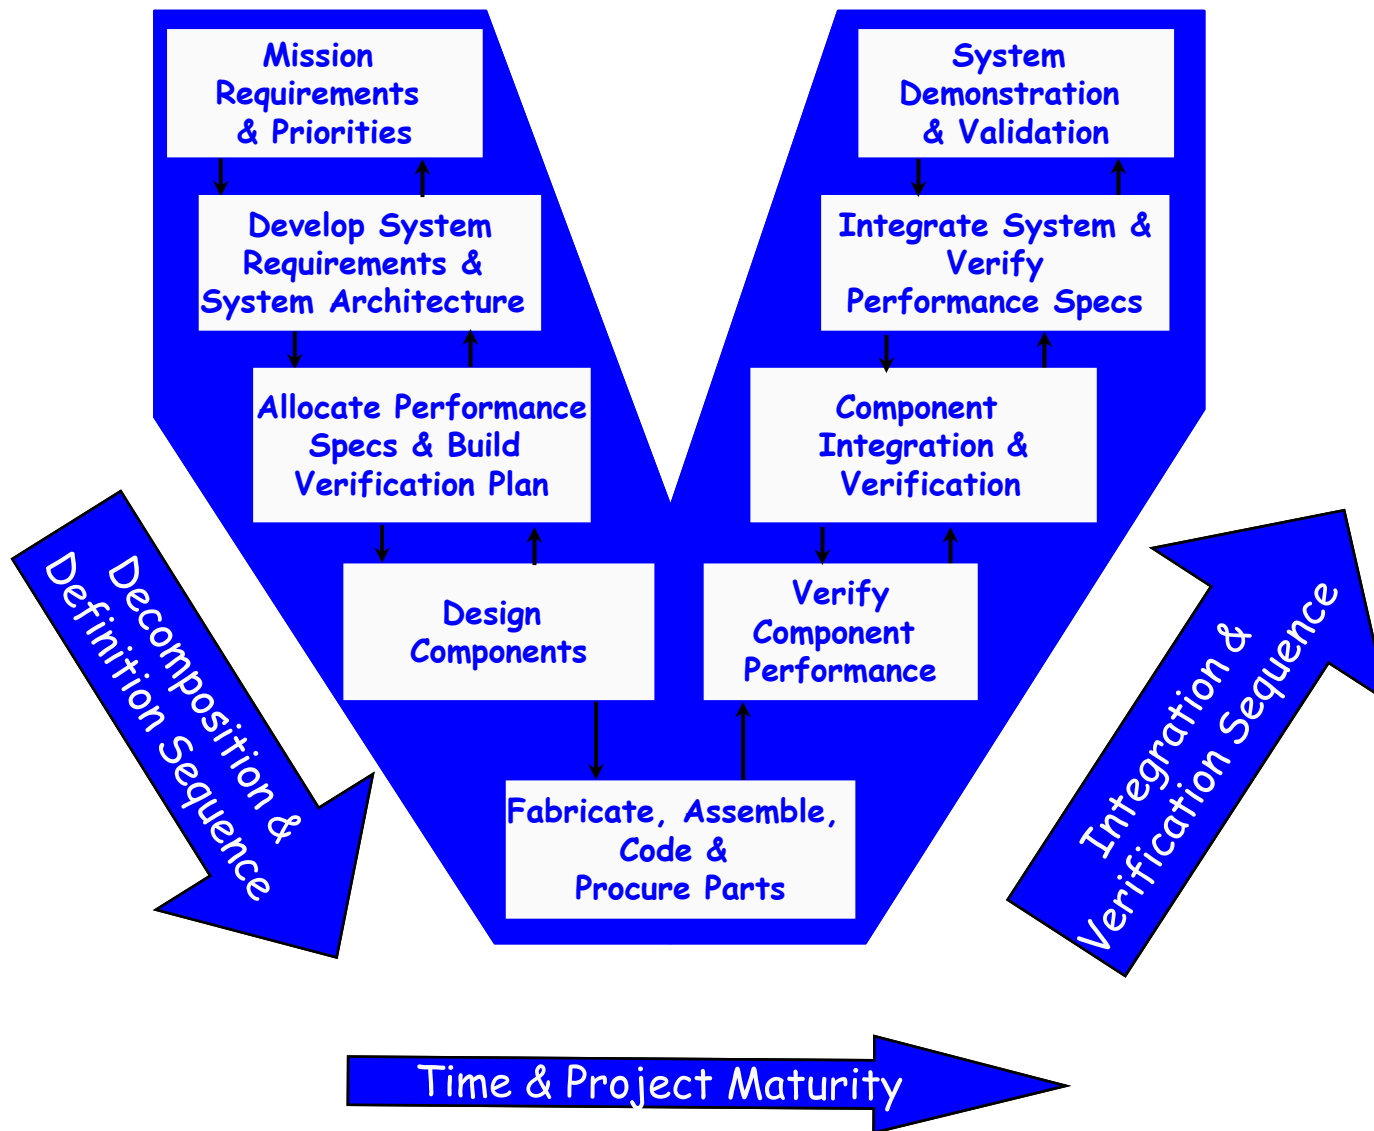 Mission
Requirements
& Priorities
Develop System
Requirements &
System Architecture
Allocate Performance
Specs & Build
Verification Plan
Design
Components
Fabricate, Assemble,
Code &
Procure Parts
Verify
Component
Performance
Component
Integration &
Verification
Integrate System &
Verify
Performance Specs
System
Demonstration
& Validation
Decomposition &
Definition Sequence
Integration &
Verification Sequence
Time & Project Maturity